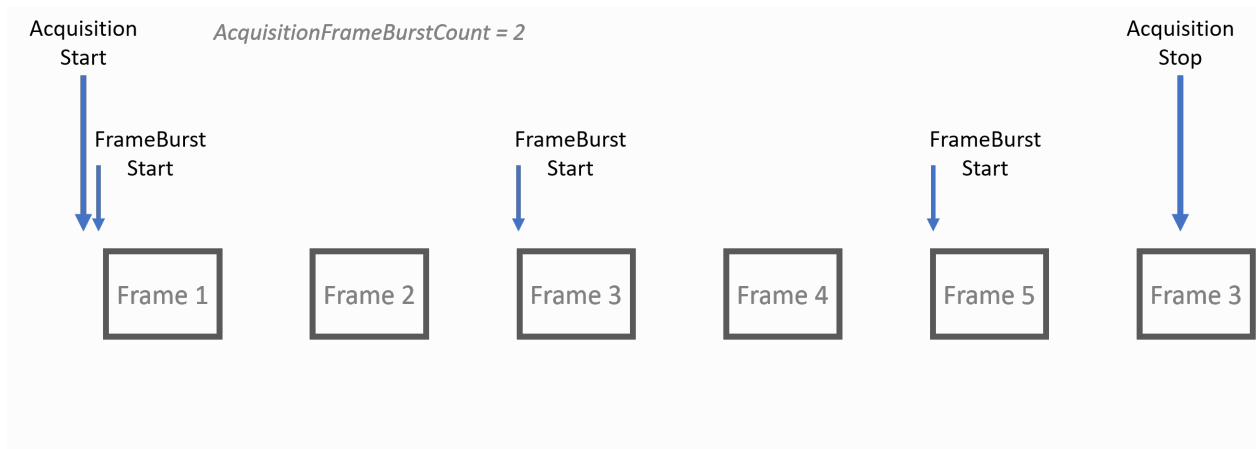 Acquisition
Start
AcquisitionFrameBurstCount = 2
Acquisition
Stop
FrameBurst
Start
FrameBurst
Start
FrameBurst
Start
Frame 1
Frame 2
Frame 3
Frame 4
Frame 5
Frame 3